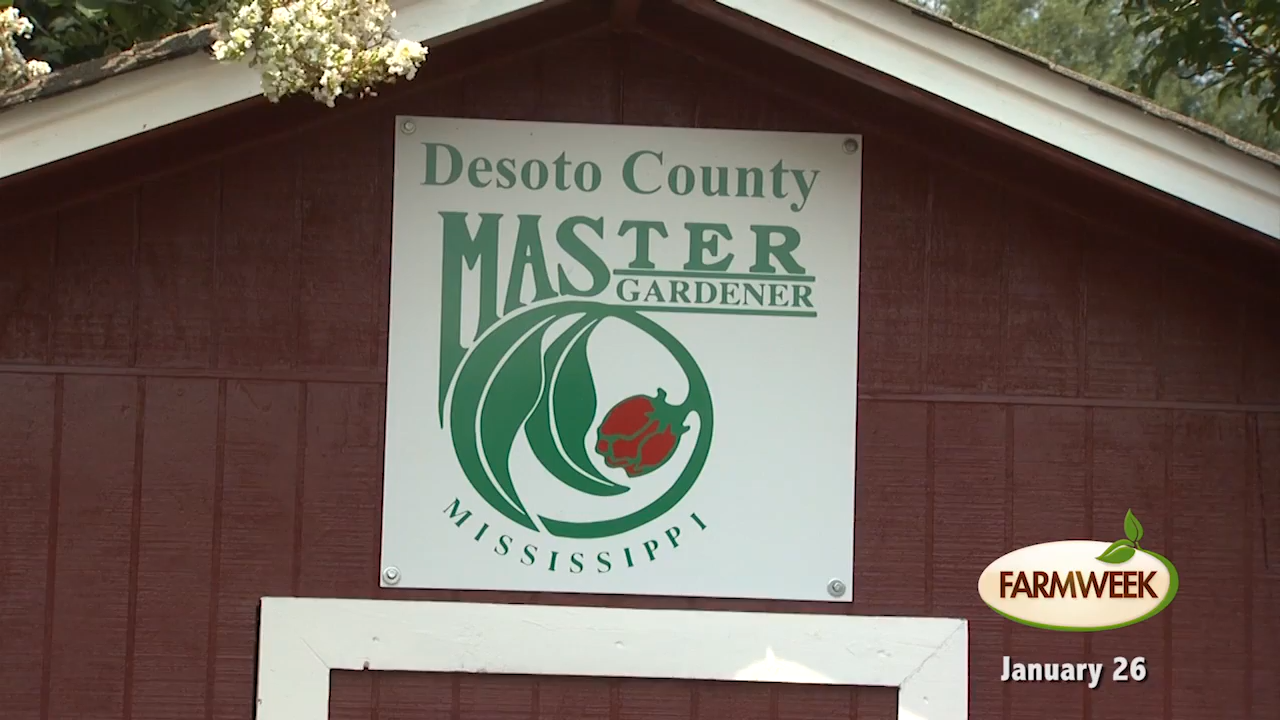 Desoto County
MASTER
GARDENER
MISSISSIPPI
FARMWEEK
January 26